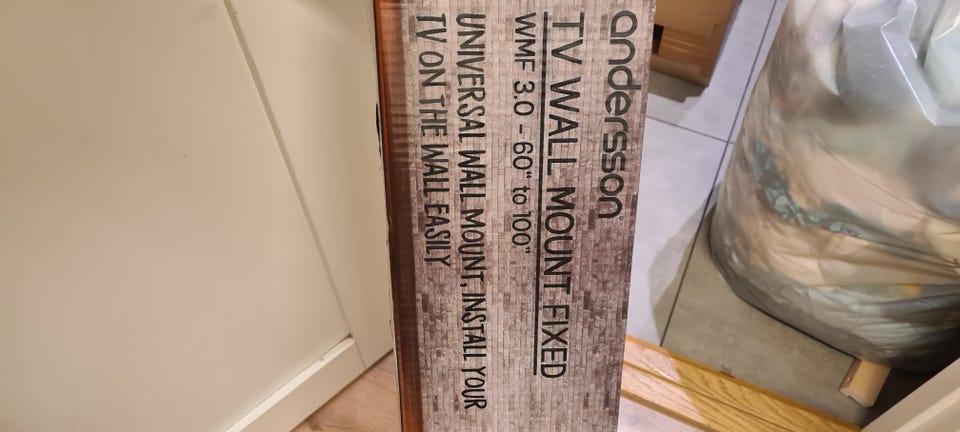 andersson
TV WALL MOUNT FIXED
WMF 3.0 - 60" to 100"
UNIVERSAL WALL MOUNT, INSTALL YOUR
TV ON THE WALL EASILY